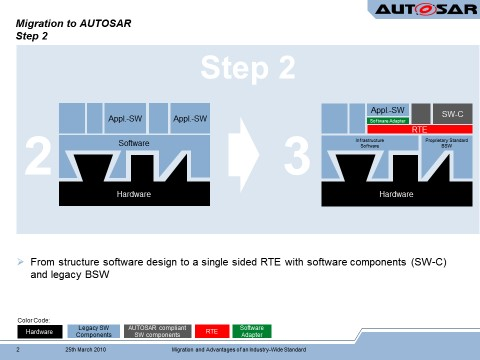 AUTOSAR
Migration to AUTOSAR
Step 2
Step 2
2
Appl.-SW
Appl.-SW
Software
Hardware
3
Appl.-SW
Software Adapter
SW-C
RTE
Infrastructure
Software
Proprietary Standard
BSW
Hardware
From structure software design to a single sided RTE with software components (SW-C)
and legacy BSW
Color Code:
Hardware
Legacy SW
Components
AUTOSAR compliant
SW components
RTE
Software
Adapter
2
25th March 2010
Migration and Advantages of an Industry-Wide Standard